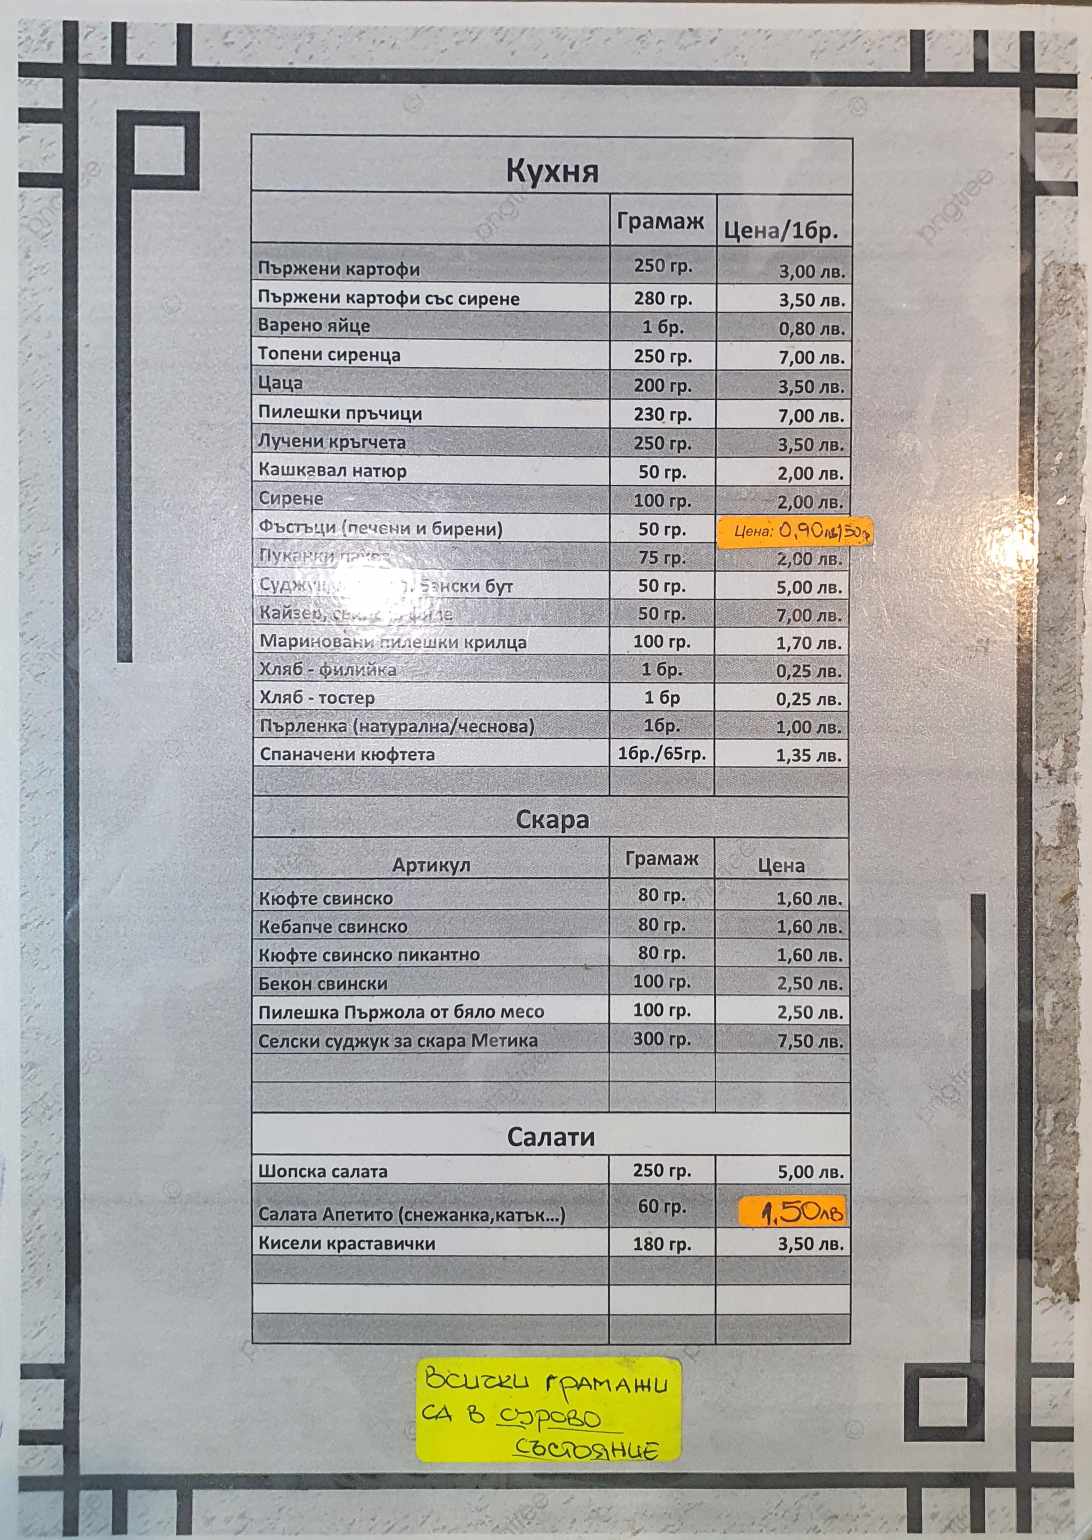 Кухня
Грамаж Цена/1бр.
Пържени картофи 250 гр. 3,00 лв.
Пържени картофи със сирене 280 гр. 3,50 лв.
Варено яйце 1 бр. 0,80 лв.
Топени сиренца 250 гр. 7,00 лв.
Цаца 200 гр. 3,50 лв.
Пилешки пръчици 230 гр. 7,00 лв.
Лучени кръгчета 250 гр. 3,50 лв.
Кашкавал натюр 50 гр. 2,00 лв.
Сирене 100 гр. 2,00 лв.
Фъстъци (печени и бирени) 50 гр. Цена: 0,90лв/50гр
Пуканки 75 гр. 2,00 лв.
бут 50 гр. 5,00 лв.
Кайзер, 50 гр. 7,00 лв.
Мариновани пилешки крилца 100 гр. 1,70 лв.
Хляб - филийка 1 бр. 0,25 лв.
Хляб - тостер 1 бр 0,25 лв.
Пърленка (натурална/чеснова) 1бр. 1,00 лв.
Спаначени кюфтета 1бр./65гр. 1,35 лв.
Скара
Артикул Грамаж Цена
Кюфте свинско 80 гр. 1,60 лв.
Кебапче свинско 80 гр. 1,60 лв.
Кюфте свинско пикантно 80 гр. 1,60 лв.
Бекон свински 100 гр. 2,50 лв.
Пилешка Пържола от бяло месо 100 гр. 2,50 лв.
Селски суджук за скара Метика 300 гр. 7,50 лв.
Салати
Шопска салата 250 гр. 5,00 лв.
Салата Апетито (снежанка,катък...) 60 гр. 1,50лв
Кисели краставички 180 гр. 3,50 лв.
Всички грамажи
са в сурово
състояние